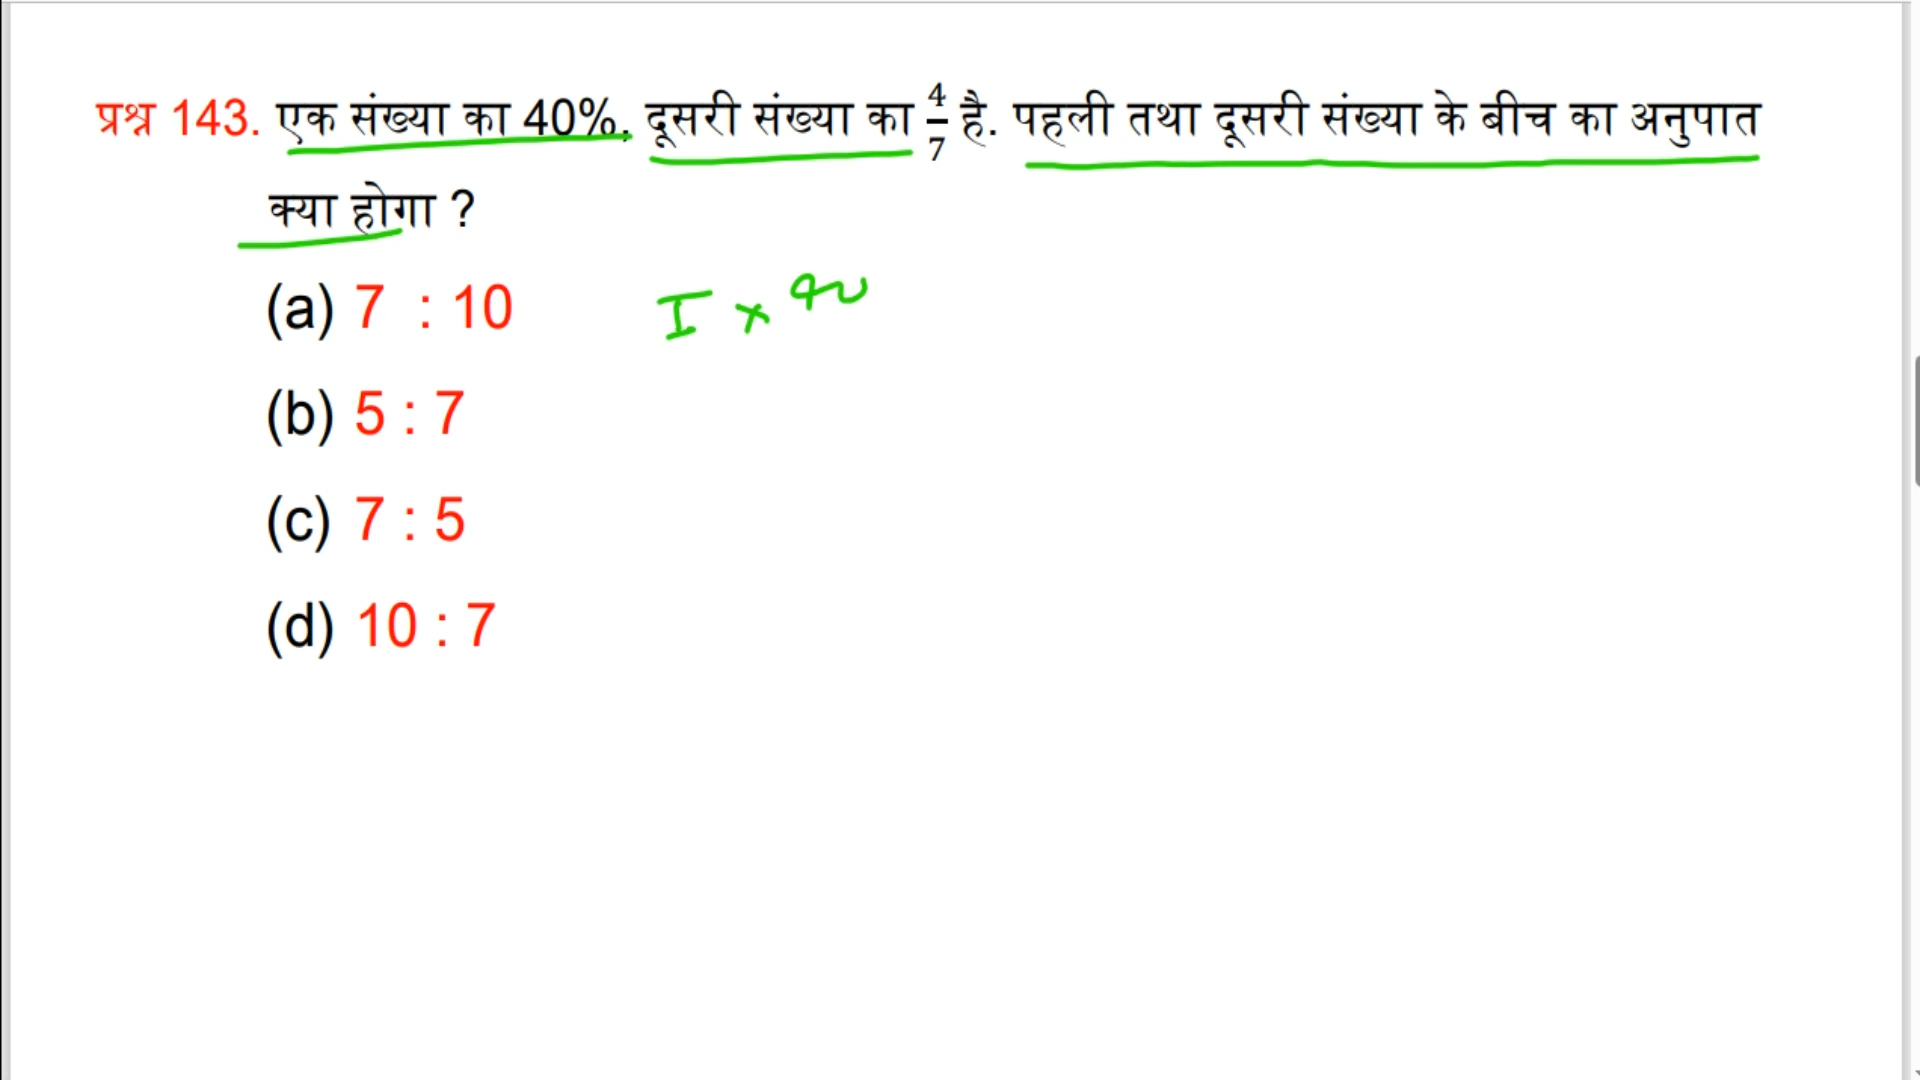 प्रश्न 143. एक संख्या का 40%, दूसरी संख्या का 4/7 है. पहली तथा दूसरी संख्या के बीच का अनुपात
क्या होगा ?
(a) 7 : 10
I × 40
(b) 5 : 7
(c) 7 : 5
(d) 10 : 7